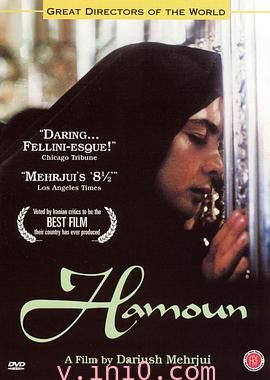 GREAT DIRECTORS OF THE WORLD
"DARING...
FELLINI-ESQUE!"
Chicago Tribune
"MEHRJUI'S '8½'"
Los Angeles Times
Voted by Iranian critics to be the
BEST FILM
their country has ever produced
Hamoun
A Film by Dariush Mehrjui
v.ini0.com
DVD